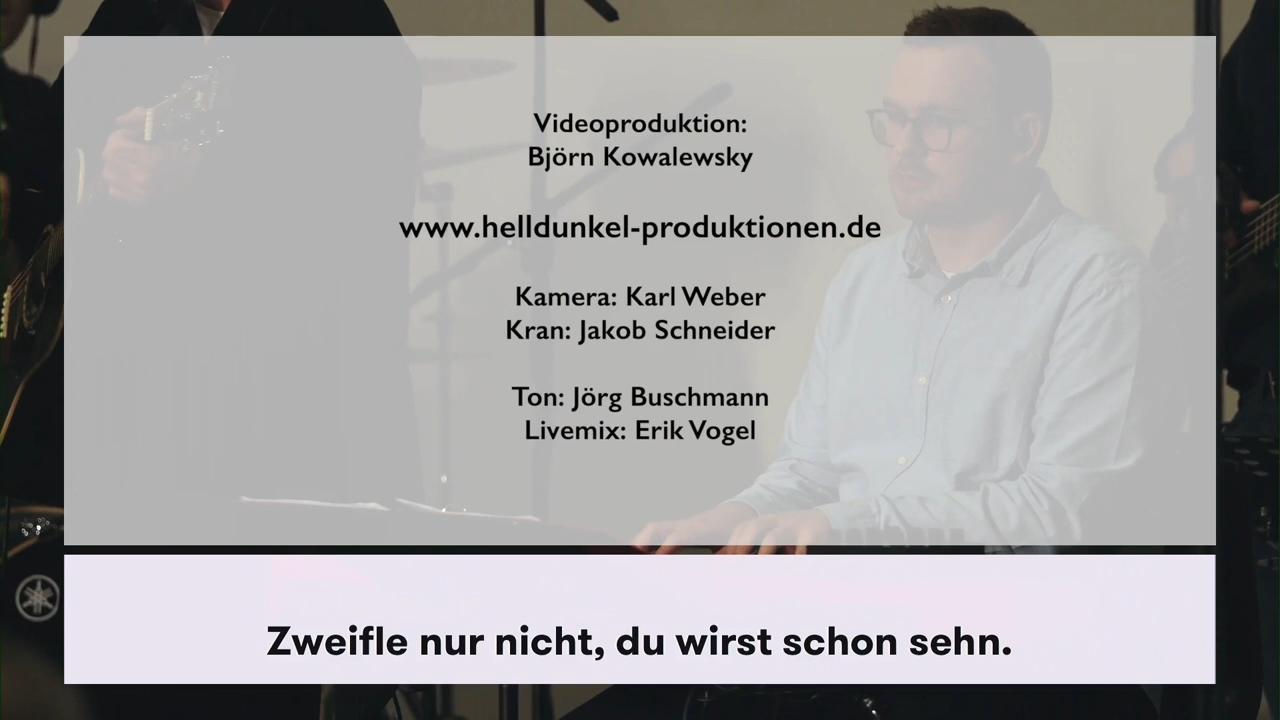 Videoproduktion:
Björn Kowalewsky
www.helldunkel-produktionen.de
Kamera: Karl Weber
Kran: Jakob Schneider
Ton: Jörg Buschmann
Livemix: Erik Vogel
Zweifle nur nicht, du wirst schon sehn.